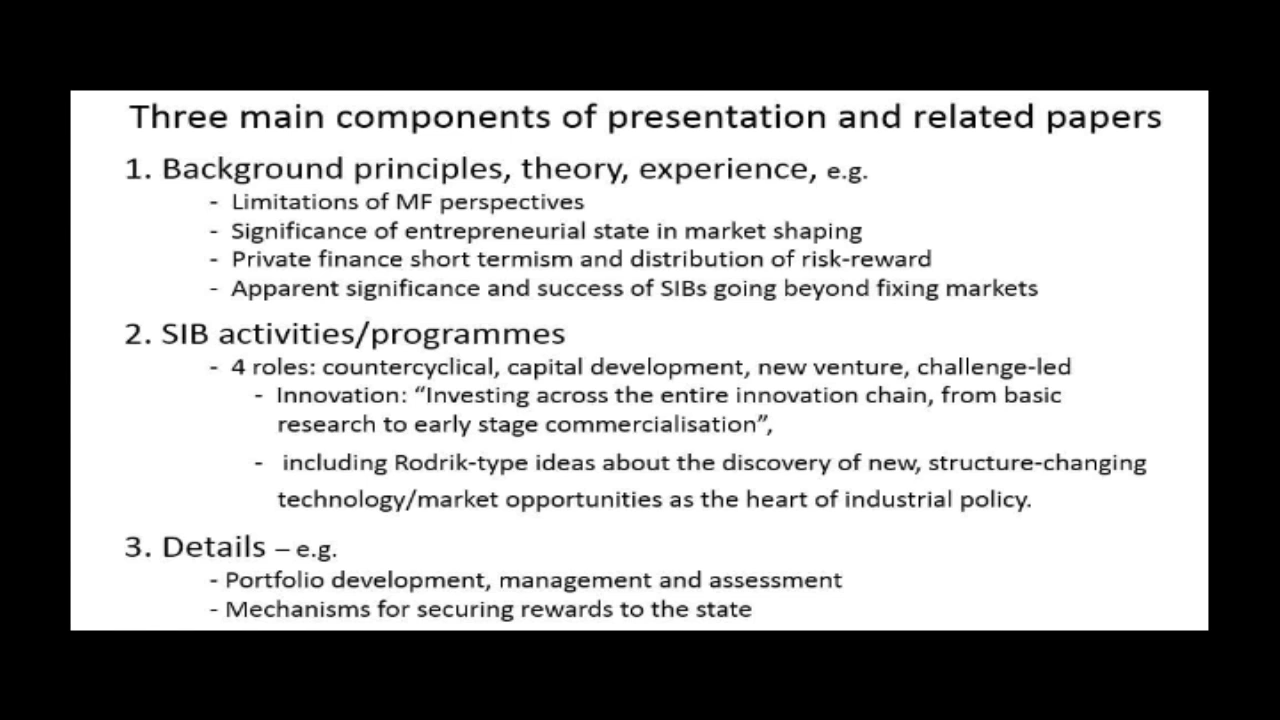 Three main components of presentation and related papers
1. Background principles, theory, experience, e.g.
- Limitations of MF perspectives
- Significance of entrepreneurial state in market shaping
- Private finance short termism and distribution of risk-reward
- Apparent significance and success of SIBs going beyond fixing markets
2. SIB activities/programmes
- 4 roles: countercyclical, capital development, new venture, challenge-led
- Innovation: “Investing across the entire innovation chain, from basic
research to early stage commercialisation”,
- including Rodrik-type ideas about the discovery of new, structure-changing
technology/market opportunities as the heart of industrial policy.
3. Details – e.g.
- Portfolio development, management and assessment
- Mechanisms for securing rewards to the state